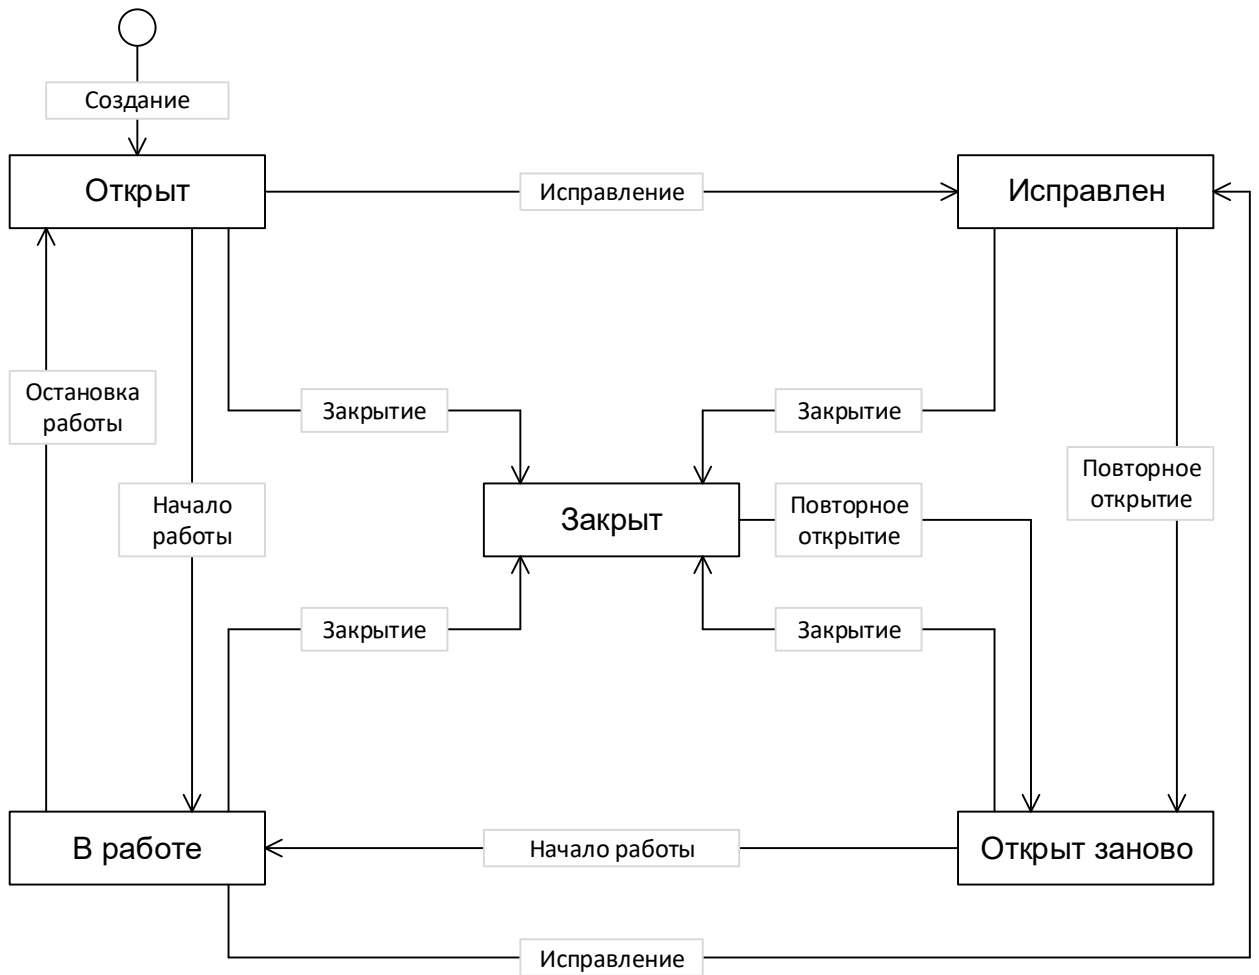 Создание
Открыт
Исправление
Исправлен
Остановка
работы
Закрытие
Закрытие
Повторное
открытие
Начало
работы
Закрыт
Повторное
открытие
Закрытие
Закрытие
В работе
Начало работы
Открыт заново
Исправление